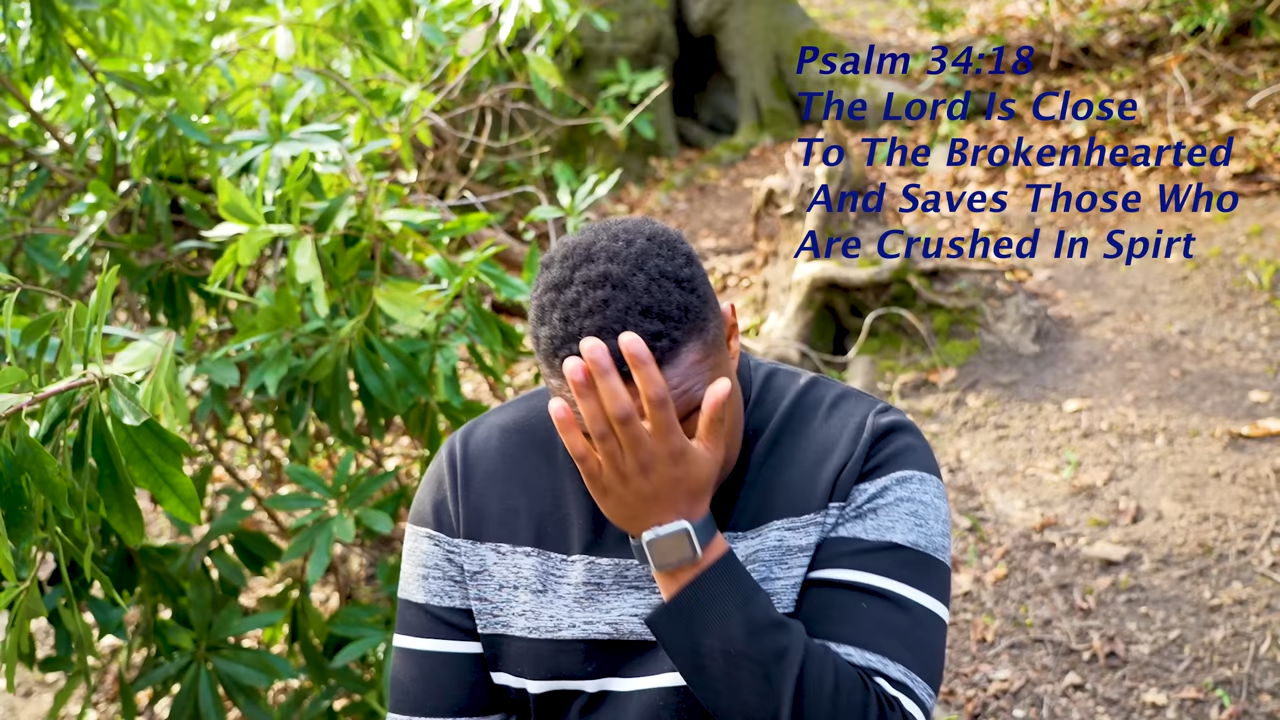 Psalm 34:18
The Lord Is Close
To The Brokenhearted
And Saves Those Who
Are Crushed In Spirt